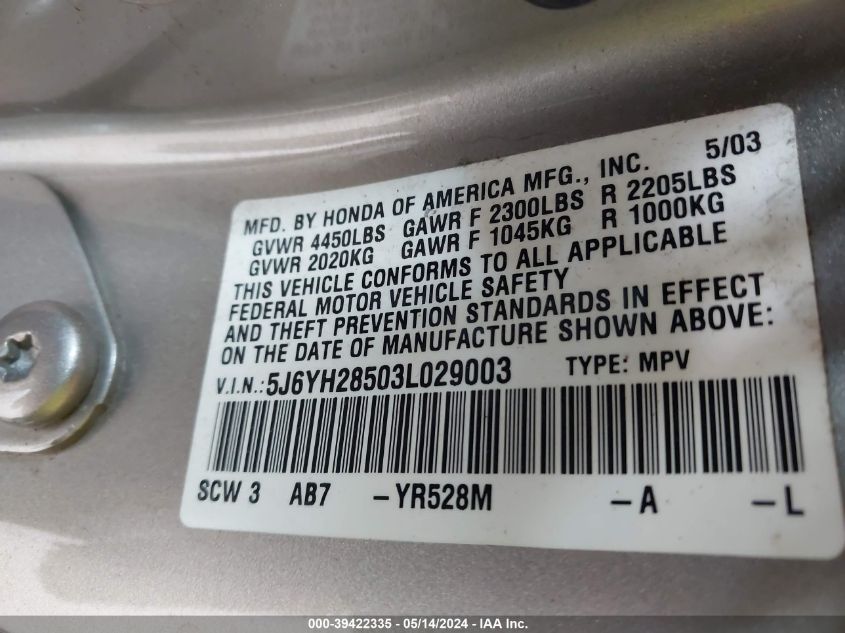 MFD. BY HONDA OF AMERICA MFG., INC. 5/03
GVWR 4450LBS GAWR F 2300LBS R 2205LBS
GVWR 2020KG GAWR F 1045KG R 1000KG
THIS VEHICLE CONFORMS TO ALL APPLICABLE
FEDERAL MOTOR VEHICLE SAFETY
AND THEFT PREVENTION STANDARDS IN EFFECT
ON THE DATE OF MANUFACTURE SHOWN ABOVE:
V.I.N.: 5J6YH28503L029003 TYPE: MPV
SCW 3 AB7 -YR528M -A -L
000-39422335 - 05/14/2024 - IAA Inc.